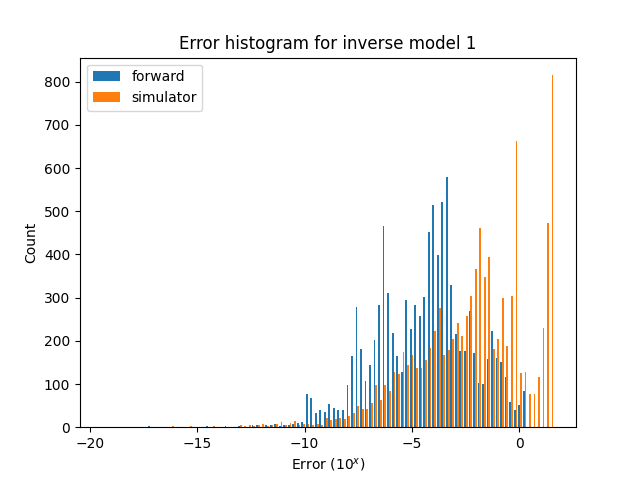 Error histogram for inverse model 1
forward
simulator
800
700
600
500
400
300
200
100
0
Count
−20 −15 −10 −5 0
Error (10^x)